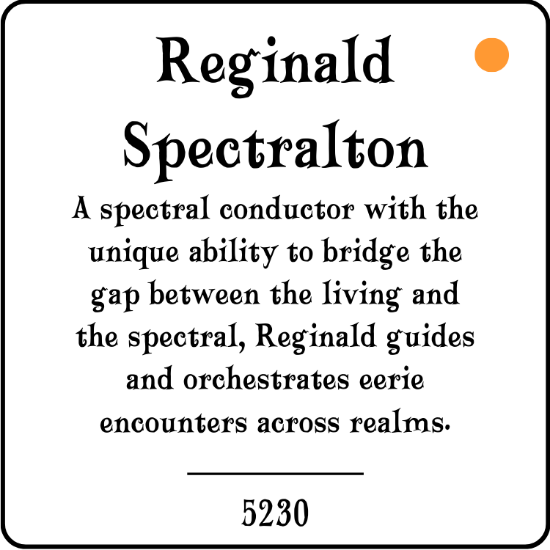 Reginald
Spectralton
A spectral conductor with the
unique ability to bridge the
gap between the living and
the spectral, Reginald guides
and orchestrates eerie
encounters across realms.
5230